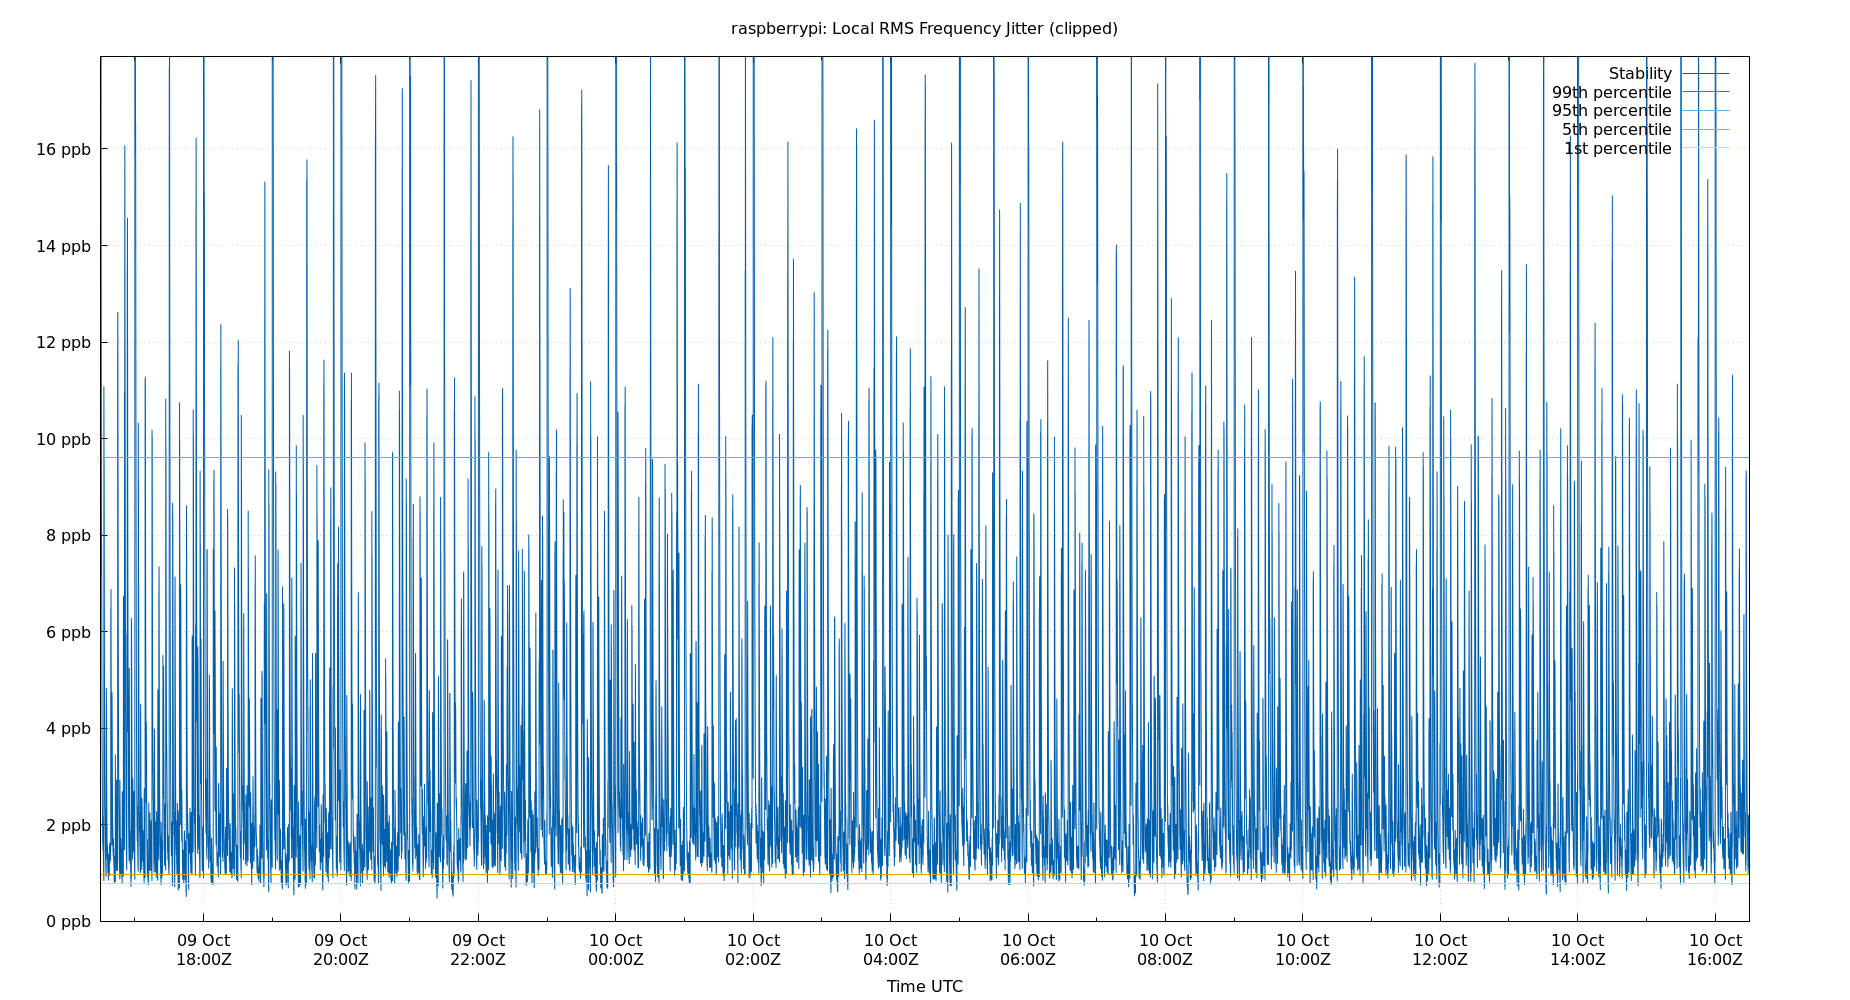 raspberrypi: Local RMS Frequency Jitter (clipped)
Stability
99th percentile
95th percentile
5th percentile
1st percentile
16 ppb
14 ppb
12 ppb
10 ppb
8 ppb
6 ppb
4 ppb
2 ppb
0 ppb
09 Oct 09 Oct 09 Oct 10 Oct 10 Oct 10 Oct 10 Oct 10 Oct 10 Oct 10 Oct 10 Oct 10 Oct
18:00Z 20:00Z 22:00Z 00:00Z 02:00Z 04:00Z 06:00Z 08:00Z 10:00Z 12:00Z 14:00Z 16:00Z
Time UTC